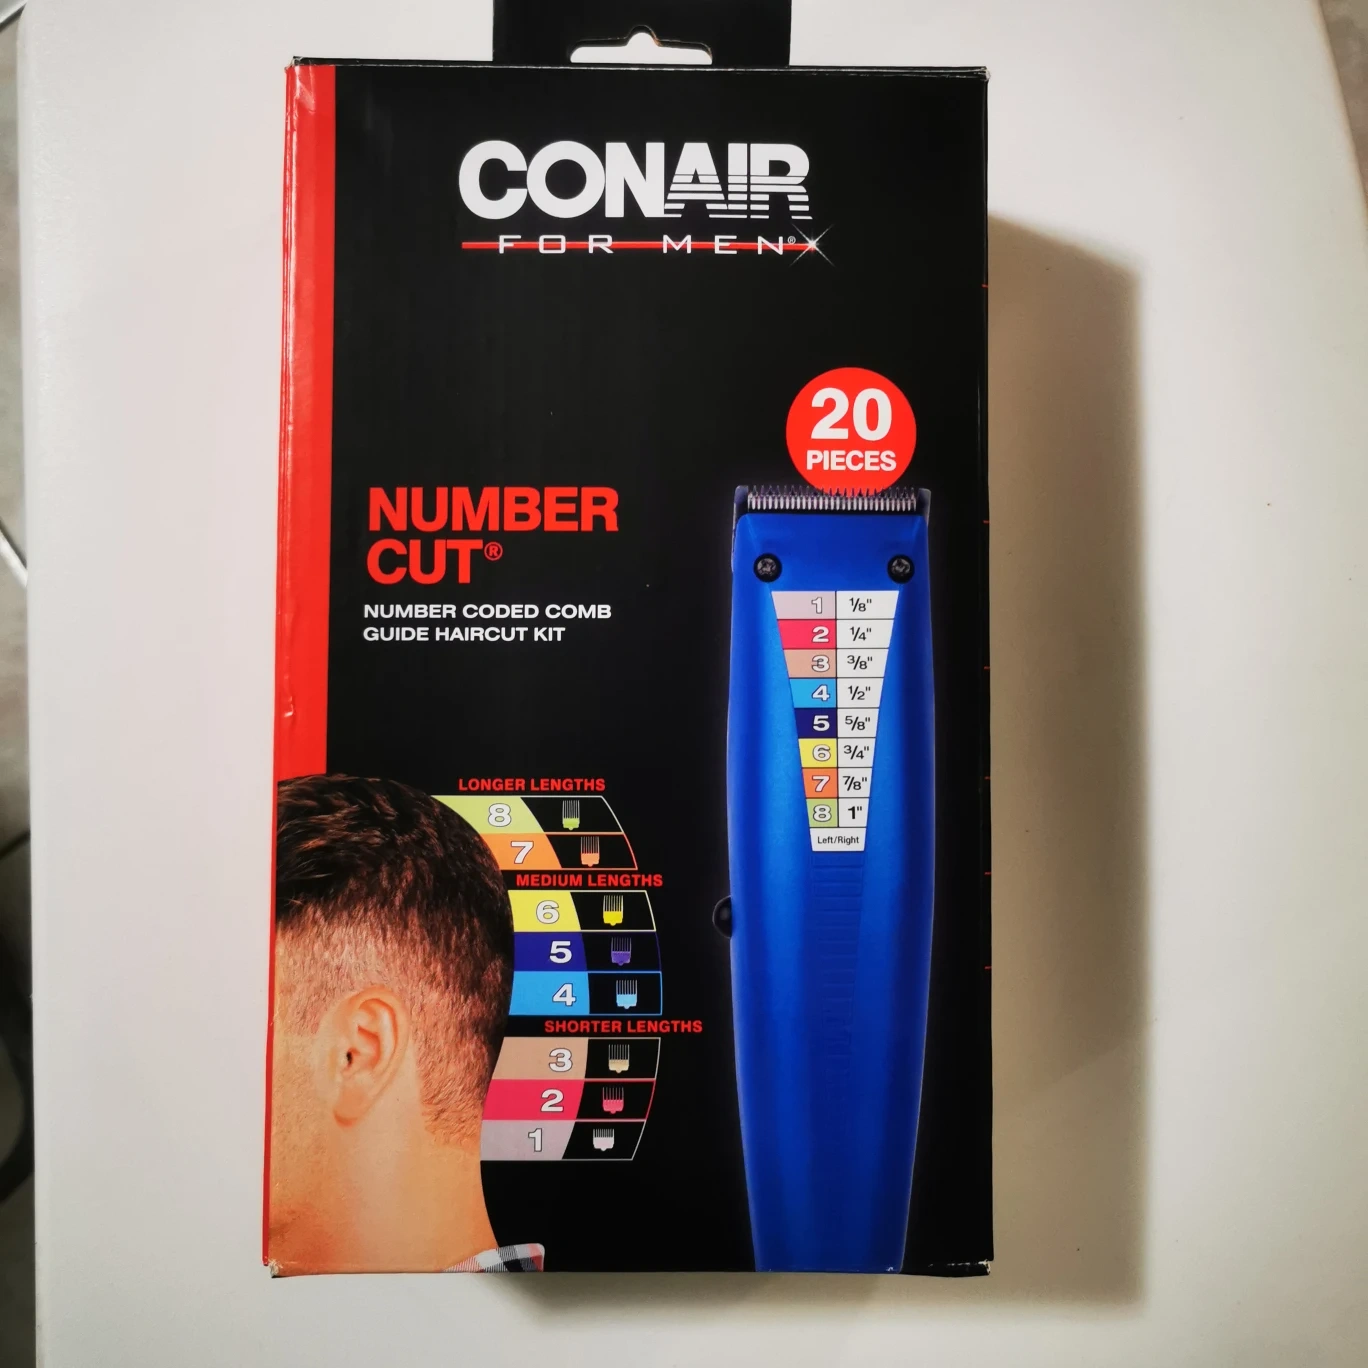 CONAIR
FOR MEN®
20
PIECES
NUMBER
CUT®
NUMBER CODED COMB
GUIDE HAIRCUT KIT
1 1/8"
2 1/4"
3 3/8"
4 1/2"
5 5/8"
6 3/4"
7 7/8"
8 1"
Left/Right
LONGER LENGTHS
8
7
MEDIUM LENGTHS
6
5
4
SHORTER LENGTHS
3
2
1